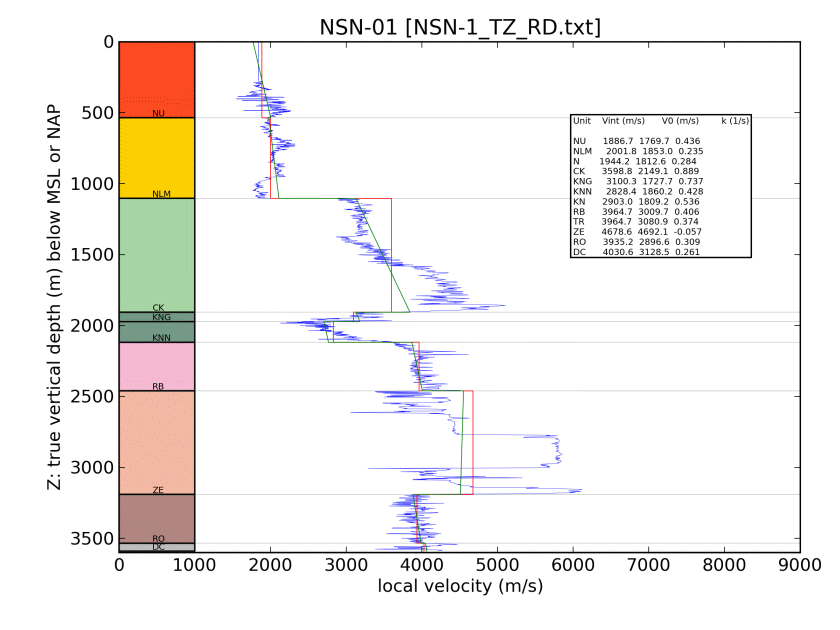 NSN-01 [NSN-1_TZ_RD.txt]
Z: true vertical depth (m) below MSL or NAP
0
500
1000
1500
2000
2500
3000
3500
NU
NLM
CK
KNG
KNN
RB
ZE
RO
DC
Unit Vint (m/s) V0 (m/s) k (1/s)
NU 1886.7 1769.7 0.436
NLM 2001.8 1853.0 0.235
N 1944.2 1812.6 0.284
CK 3598.8 2149.1 0.889
KNG 3100.3 1727.7 0.737
KNN 2828.4 1860.2 0.428
KN 2903.0 1809.2 0.536
RB 3964.7 3009.7 0.406
TR 3964.7 3080.9 0.374
ZE 4678.6 4692.1 -0.057
RO 3935.2 2896.6 0.309
DC 4030.6 3128.5 0.261
0 1000 2000 3000 4000 5000 6000 7000 8000 9000
local velocity (m/s)